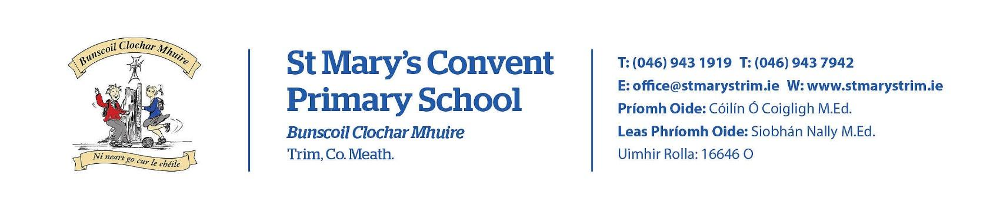 Bunscoil Clochar Mhuire
Ní neart go cur le chéile
St Mary's Convent
Primary School
Bunscoil Clochar Mhuire
Trim, Co. Meath.
T: (046) 943 1919 T: (046) 943 7942
E: office@stmarystrim.ie W: www.stmarystrim.ie
Príomh Oide: Cóilín Ó Coigligh M.Ed.
Leas Phríomh Oide: Siobhán Nally M.Ed.
Uimhir Rolla: 16646 O